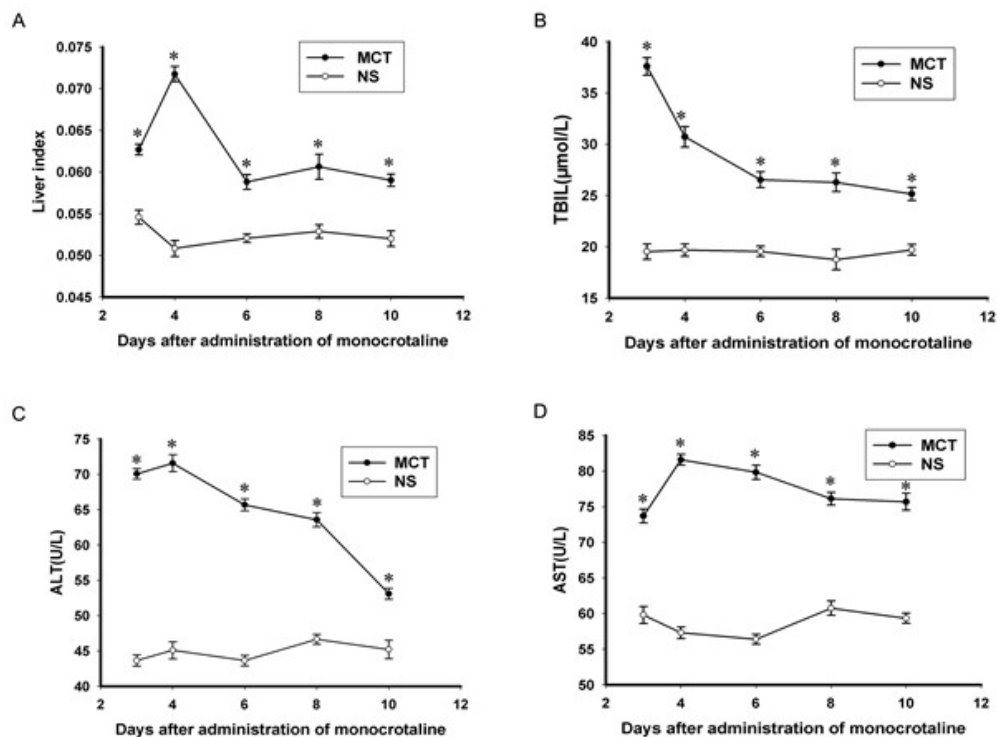 A
0.075
0.070
0.065
0.060
0.055
0.050
0.045
Liver index
MCT
NS
* * * * *
2 4 6 8 10 12
Days after administration of monocrotaline
B
40
35
30
25
20
15
TBIL(μmol/L)
MCT
NS
* * * * *
2 4 6 8 10 12
Days after administration of monocrotaline
C
75
70
65
60
55
50
45
40
ALT(U/L)
MCT
NS
* * * * *
2 4 6 8 10 12
Days after administration of monocrotaline
D
85
80
75
70
65
60
55
50
AST(U/L)
MCT
NS
* * * * *
2 4 6 8 10 12
Days after administration of monocrotaline